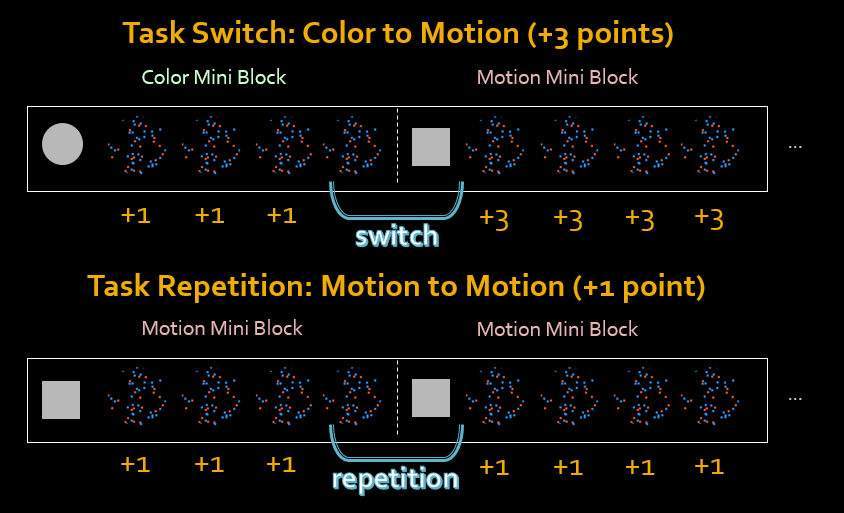 Task Switch: Color to Motion (+3 points)
Color Mini Block Motion Mini Block
...
+1 +1 +1 +3 +3 +3 +3
switch
Task Repetition: Motion to Motion (+1 point)
Motion Mini Block Motion Mini Block
...
+1 +1 +1 +1 +1 +1 +1
repetition